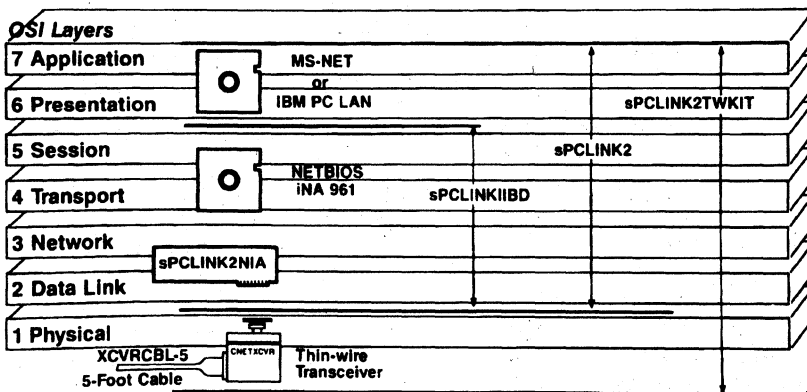 OSI Layers
7 Application
MS-NET
or
6 Presentation
IBM PC LAN
sPCLINK2TWKIT
5 Session
sPCLINK2
NETBIOS
iNA 961
4 Transport
sPCLINKIIBD
3 Network
sPCLINK2NIA
2 Data Link
1 Physical
CNETXCVR
XCVRCBL-5
Thin-wire
Transceiver
5-Foot Cable